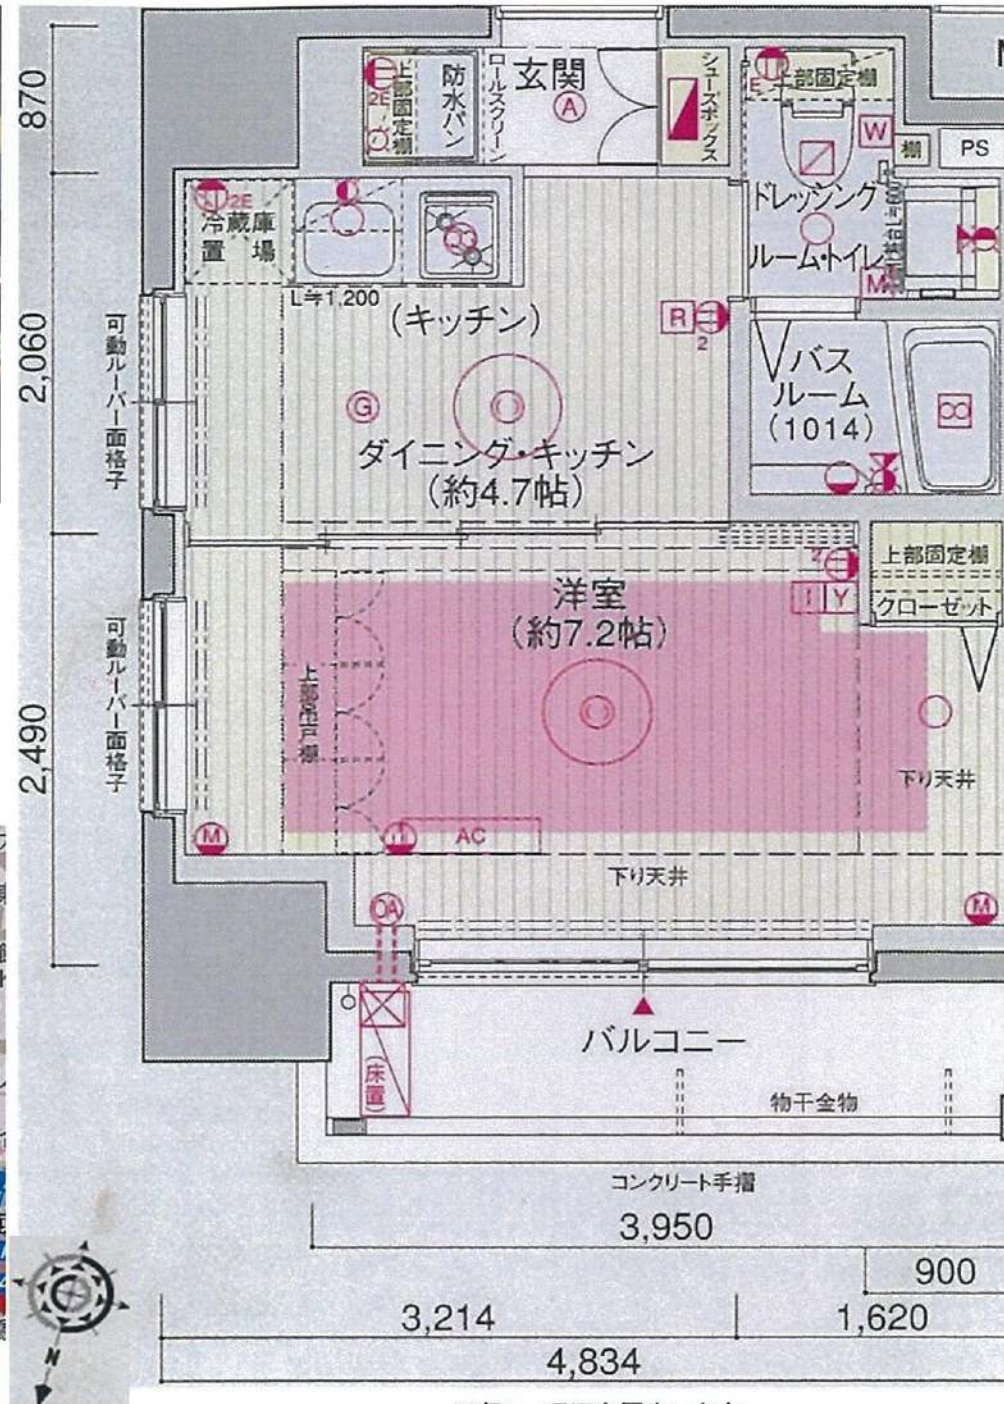 870
2,060
2,490
上部固定棚
2E
防水パン
ロールスクリーン
玄関
A
シューズボックス
E
上部固定棚
W
棚
PS
ドレッシング
ルーム・トイレ
M
2E
冷蔵庫
置場
L≒1,200
(キッチン)
R
2
可動ルーバー面格子
G
ダイニング・キッチン
(約4.7帖)
バス
ルーム
(1014)
洋室
(約7.2帖)
2
I Y
上部固定棚
クローゼット
可動ルーバー面格子
上部吊戸棚
下り天井
M
AC
下り天井
OA
M
バルコニー
(床置)
物干金物
コンクリート手摺
3,950
900
3,214
1,620
4,834
N